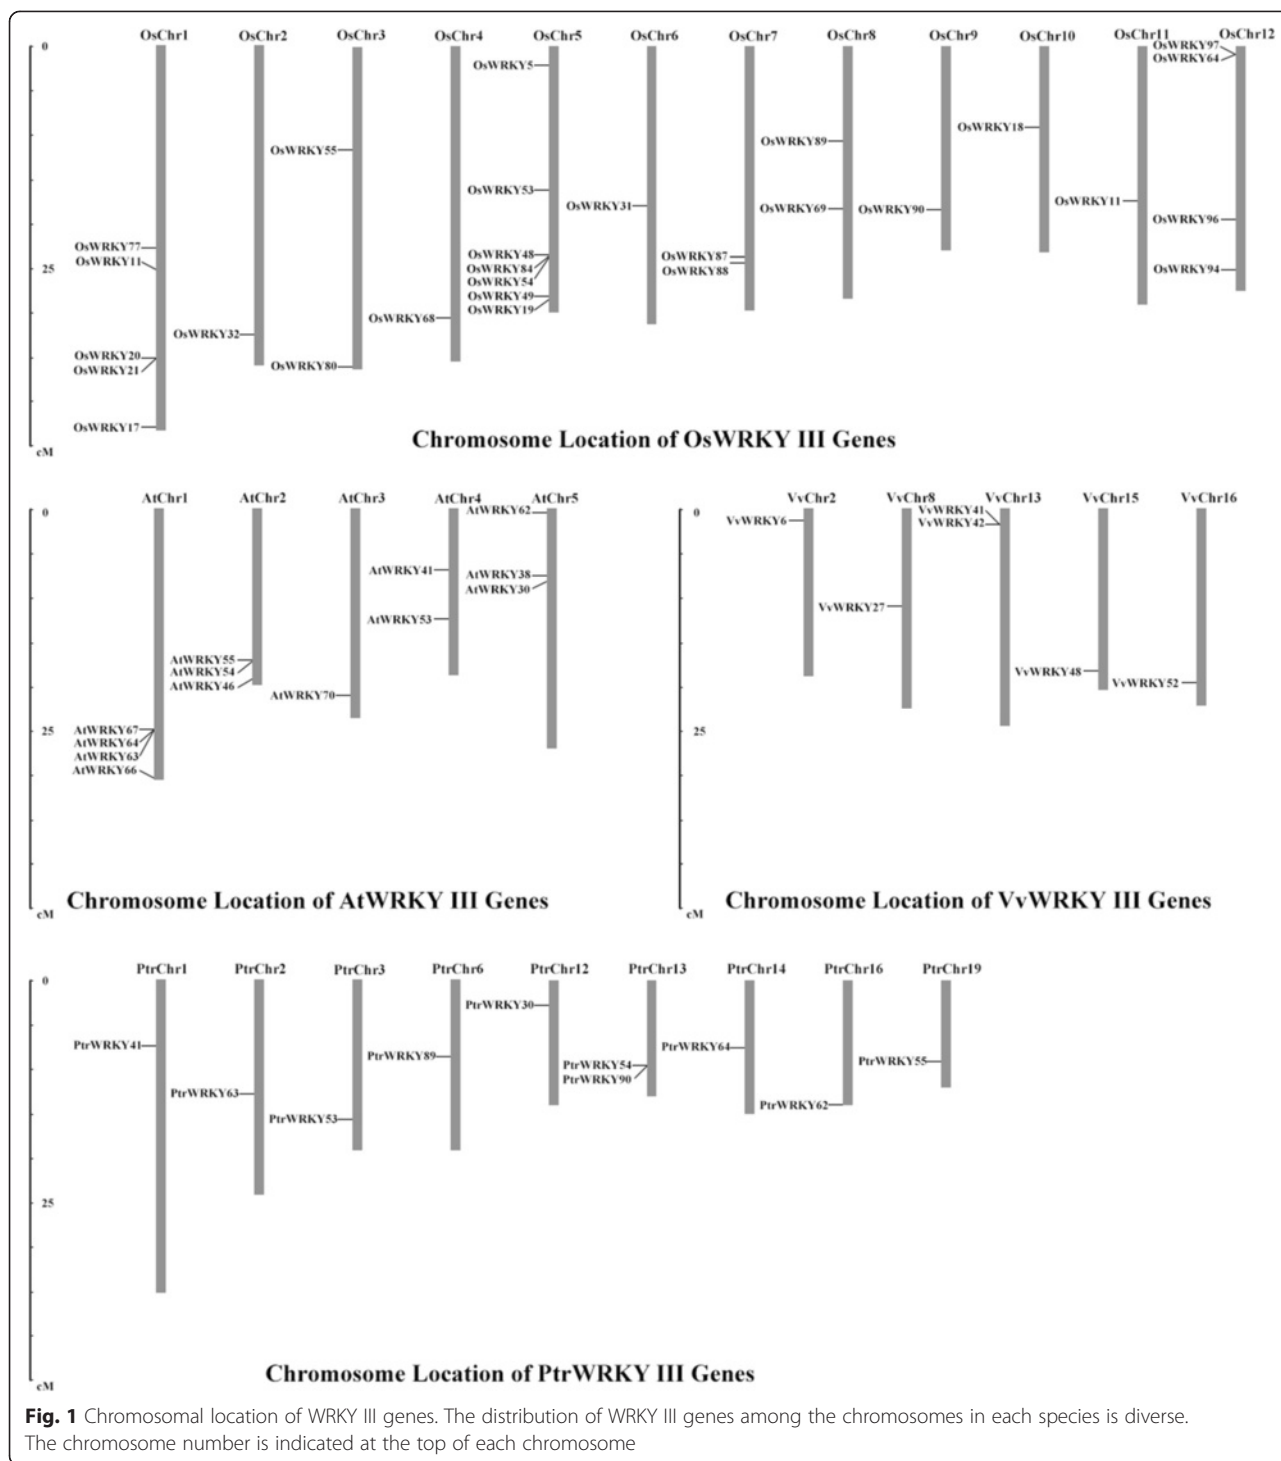 OsChr1 OsChr2 OsChr3 OsChr4 OsChr5 OsChr6 OsChr7 OsChr8 OsChr9 OsChr10 OsChr11 OsChr12
0
OsWRKY97
OsWRKY64
OsWRKY5
OsWRKY18
OsWRKY89
OsWRKY55
OsWRKY53
OsWRKY11
OsWRKY31
OsWRKY69
OsWRKY90
OsWRKY96
OsWRKY77
OsWRKY11
OsWRKY48
OsWRKY84
OsWRKY54
OsWRKY49
OsWRKY19
OsWRKY87
OsWRKY88
OsWRKY94
25
OsWRKY68
OsWRKY32
OsWRKY20
OsWRKY21
OsWRKY80
OsWRKY17
cM
Chromosome Location of OsWRKY III Genes
AtChr1 AtChr2 AtChr3 AtChr4 AtChr5
0
AtWRKY62
AtWRKY41
AtWRKY38
AtWRKY30
AtWRKY53
AtWRKY55
AtWRKY54
AtWRKY46
AtWRKY70
25
AtWRKY67
AtWRKY64
AtWRKY63
AtWRKY66
cM
Chromosome Location of AtWRKY III Genes
VvChr2 VvChr8 VvChr13 VvChr15 VvChr16
0
VvWRKY41
VvWRKY42
VvWRKY6
VvWRKY27
VvWRKY48
VvWRKY52
25
cM
Chromosome Location of VvWRKY III Genes
PtrChr1 PtrChr2 PtrChr3 PtrChr6 PtrChr12 PtrChr13 PtrChr14 PtrChr16 PtrChr19
0
PtrWRKY30
PtrWRKY41
PtrWRKY64
PtrWRKY89
PtrWRKY54
PtrWRKY90
PtrWRKY55
PtrWRKY63
PtrWRKY62
PtrWRKY53
25
cM
Chromosome Location of PtrWRKY III Genes
Fig. 1 Chromosomal location of WRKY III genes. The distribution of WRKY III genes among the chromosomes in each species is diverse.
The chromosome number is indicated at the top of each chromosome